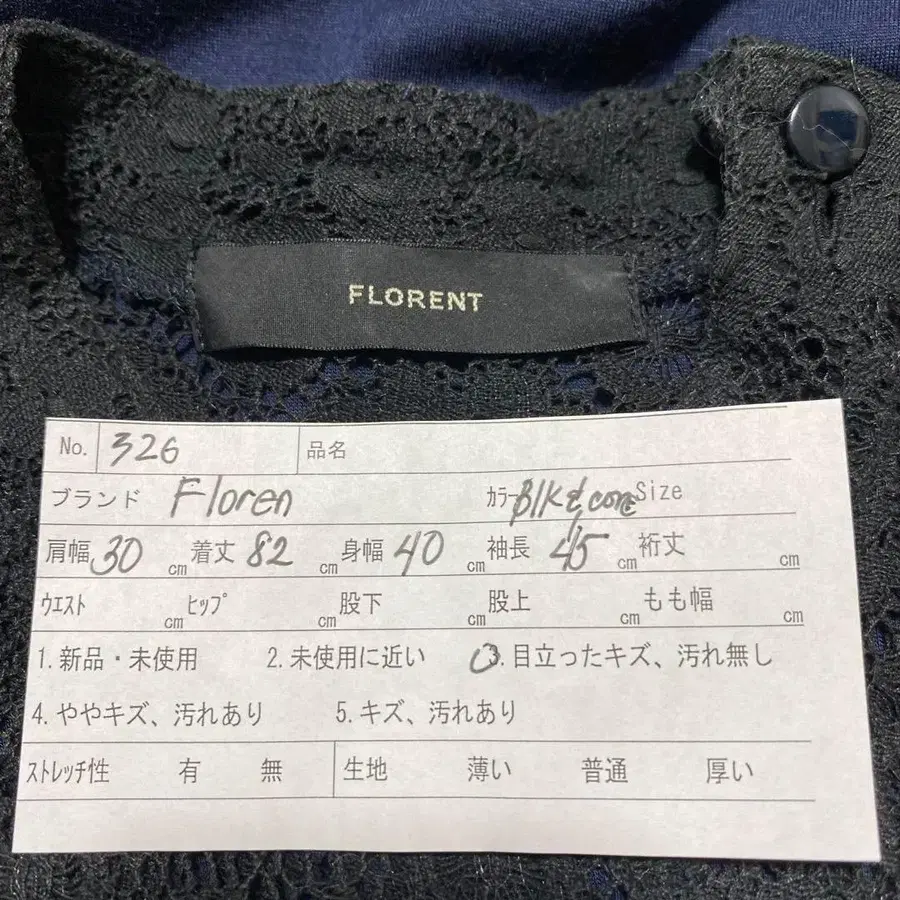 FLORENT
No. 326 品名
ブランド Floren カラー Size
肩幅 30 cm 着丈 82 cm 身幅 40 cm 袖長 45 cm 裄丈 cm
ウエスト cm ヒップ cm 股下 cm 股上 cm もも幅 cm
1.新品・未使用 2.未使用に近い 3.目立ったキズ、汚れ無し
4.ややキズ、汚れあり 5.キズ、汚れあり
ストレッチ性 有 無 生地 薄い 普通 厚い